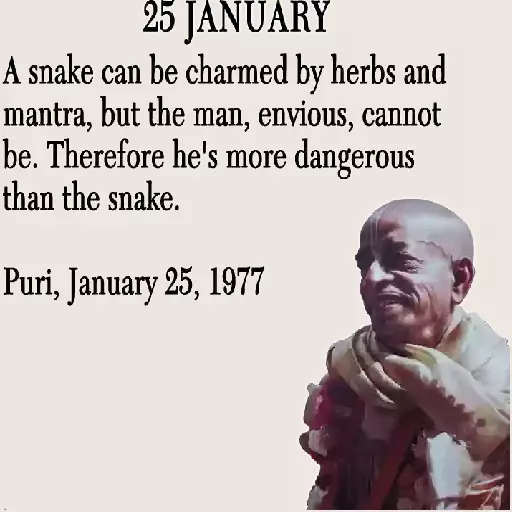 25 JANUARY
A snake can be charmed by herbs and
mantra, but the man, envious, cannot
be. Therefore he's more dangerous
than the snake.
Puri, January 25, 1977